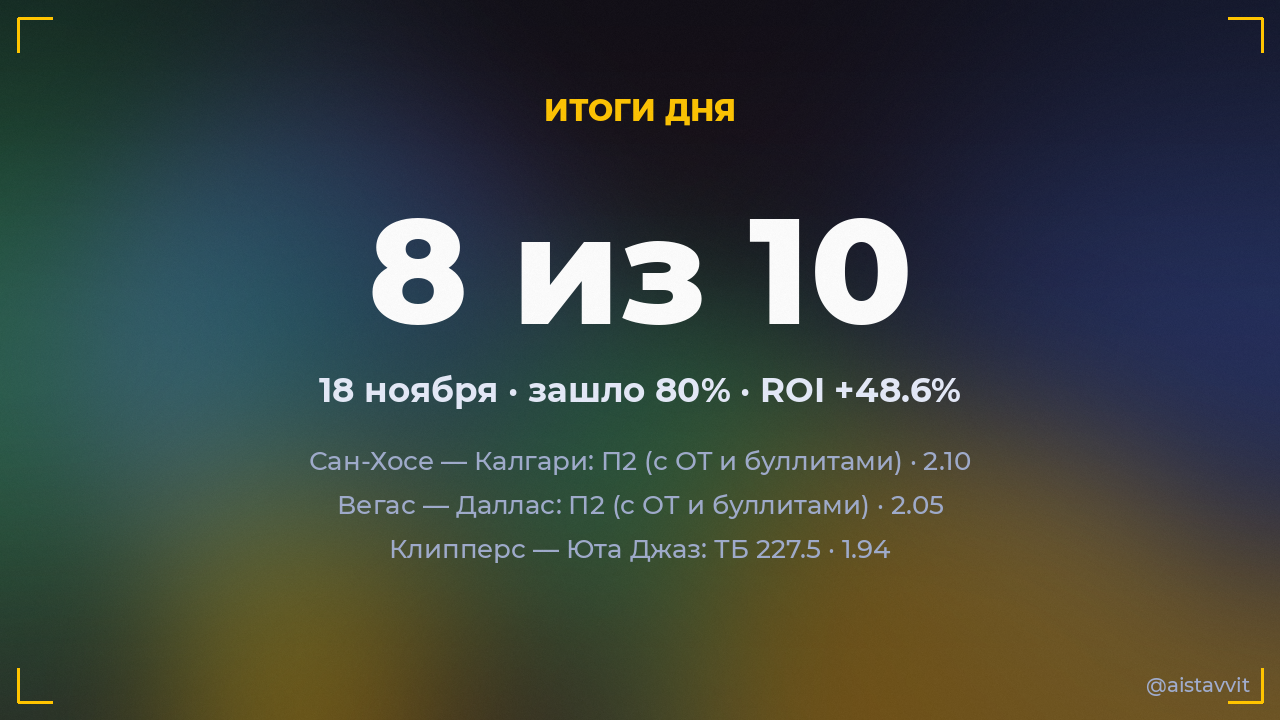 ИТОГИ ДНЯ
8 из 10
18 ноября · зашло 80% · ROI +48.6%
Сан-Хосе — Калгари: П2 (с ОТ и буллитами) · 2.10
Вегас — Даллас: П2 (с ОТ и буллитами) · 2.05
Клипперс — Юта Джаз: ТБ 227.5 · 1.94
@aistavvit